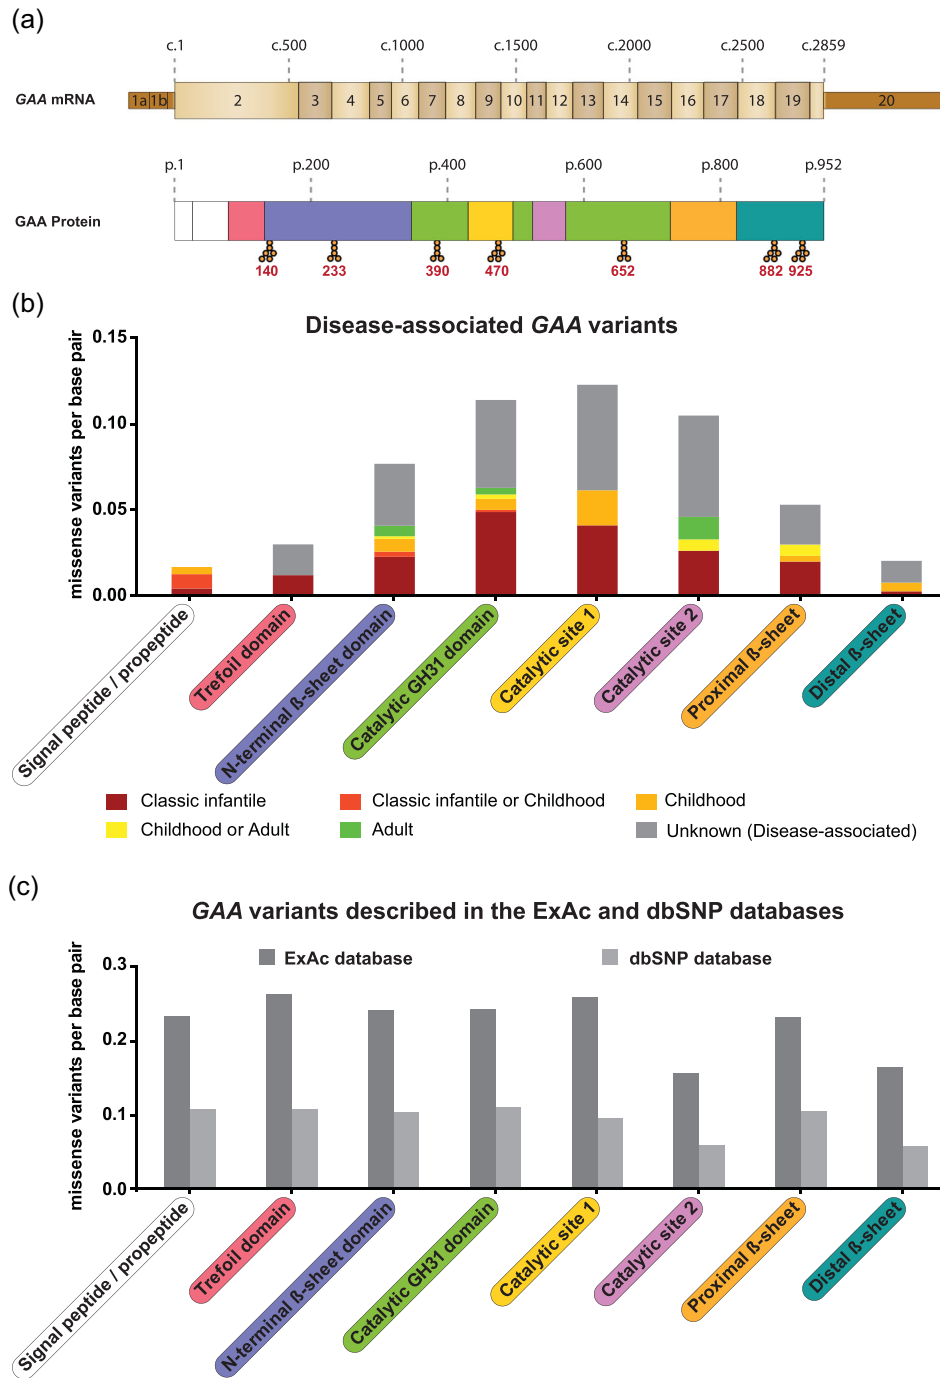 (a)
c.1 c.500 c.1000 c.1500 c.2000 c.2500 c.2859
GAA mRNA 1a 1b 2 3 4 5 6 7 8 9 10 11 12 13 14 15 16 17 18 19 20
p.1 p.200 p.400 p.600 p.800 p.952
GAA Protein
140 233 390 470 652 882 925
(b)
Disease-associated GAA variants
missense variants per base pair
0.15
0.10
0.05
0.00
Signal peptide / propeptide
Trefoil domain
N-terminal ß-sheet domain
Catalytic GH31 domain
Catalytic site 1
Catalytic site 2
Proximal ß-sheet
Distal ß-sheet
Classic infantile Classic infantile or Childhood Childhood
Childhood or Adult Adult Unknown (Disease-associated)
(c)
GAA variants described in the ExAc and dbSNP databases
ExAc database dbSNP database
missense variants per base pair
0.3
0.2
0.1
0.0
Signal peptide / propeptide
Trefoil domain
N-terminal ß-sheet domain
Catalytic GH31 domain
Catalytic site 1
Catalytic site 2
Proximal ß-sheet
Distal ß-sheet